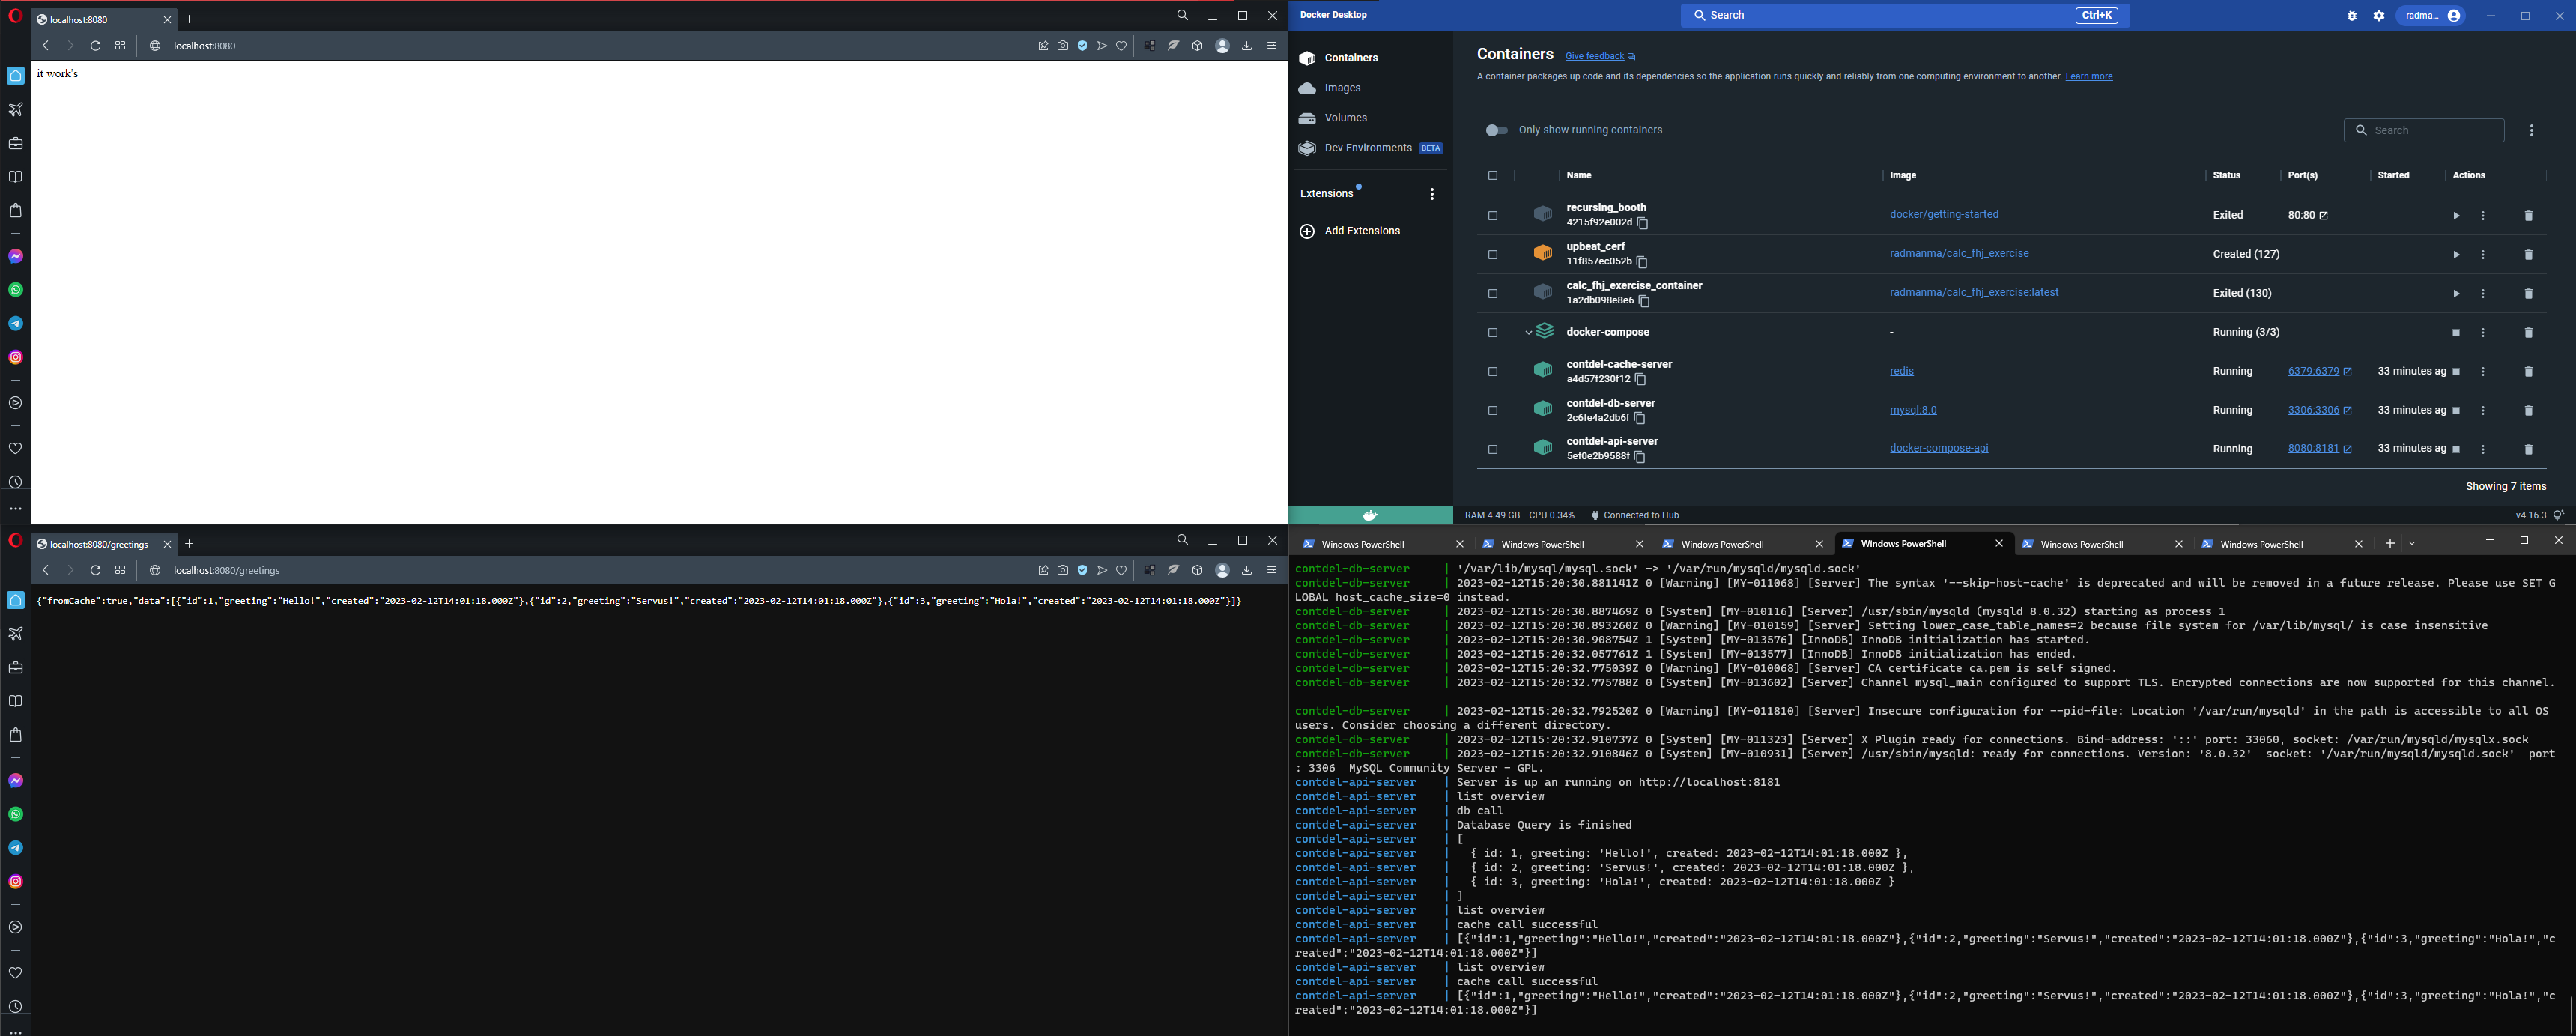 localhost:8080
localhost:8080
it work's
Docker Desktop
Search
Ctrl+K
radma...
Containers
Images
Volumes
Dev Environments BETA
Extensions
Add Extensions
Containers Give feedback
A container packages up code and its dependencies so the application runs quickly and reliably from one computing environment to another. Learn more
Only show running containers
Search
Name Image Status Port(s) Started Actions
recursing_booth
4215f92e002d
docker/getting-started Exited 80:80
upbeat_cerf
11f857ec052b
radmanma/calc_fhj_exercise Created (127)
calc_fhj_exercise_container
1a2db098e8e6
radmanma/calc_fhj_exercise:latest Exited (130)
docker-compose - Running (3/3)
contdel-cache-server
a4d57f230f12
redis Running 6379:6379 33 minutes ag
contdel-db-server
2c6fe4a2db6f
mysql:8.0 Running 3306:3306 33 minutes ag
contdel-api-server
5ef0e2b9588f
docker-compose-api Running 8080:8181 33 minutes ag
Showing 7 items
RAM 4.49 GB CPU 0.34% Connected to Hub
v4.16.3
localhost:8080/greetings
localhost:8080/greetings
{"fromCache":true,"data":[{"id":1,"greeting":"Hello!","created":"2023-02-12T14:01:18.000Z"},{"id":2,"greeting":"Servus!","created":"2023-02-12T14:01:18.000Z"},{"id":3,"greeting":"Hola!","created":"2023-02-12T14:01:18.000Z"}]}
Windows PowerShell Windows PowerShell Windows PowerShell Windows PowerShell Windows PowerShell Windows PowerShell
contdel-db-server | '/var/lib/mysql/mysql.sock' -> '/var/run/mysqld/mysqld.sock'
contdel-db-server | 2023-02-12T15:20:30.881141Z 0 [Warning] [MY-011068] [Server] The syntax '--skip-host-cache' is deprecated and will be removed in a future release. Please use SET G
LOBAL host_cache_size=0 instead.
contdel-db-server | 2023-02-12T15:20:30.887469Z 0 [System] [MY-010116] [Server] /usr/sbin/mysqld (mysqld 8.0.32) starting as process 1
contdel-db-server | 2023-02-12T15:20:30.893260Z 0 [Warning] [MY-010159] [Server] Setting lower_case_table_names=2 because file system for /var/lib/mysql/ is case insensitive
contdel-db-server | 2023-02-12T15:20:30.908754Z 1 [System] [MY-013576] [InnoDB] InnoDB initialization has started.
contdel-db-server | 2023-02-12T15:20:32.057761Z 1 [System] [MY-013577] [InnoDB] InnoDB initialization has ended.
contdel-db-server | 2023-02-12T15:20:32.775039Z 0 [Warning] [MY-010068] [Server] CA certificate ca.pem is self signed.
contdel-db-server | 2023-02-12T15:20:32.775788Z 0 [System] [MY-013602] [Server] Channel mysql_main configured to support TLS. Encrypted connections are now supported for this channel.
contdel-db-server | 2023-02-12T15:20:32.792520Z 0 [Warning] [MY-011810] [Server] Insecure configuration for --pid-file: Location '/var/run/mysqld' in the path is accessible to all OS
users. Consider choosing a different directory.
contdel-db-server | 2023-02-12T15:20:32.910737Z 0 [System] [MY-011323] [Server] X Plugin ready for connections. Bind-address: '::' port: 33060, socket: /var/run/mysqld/mysqlx.sock
contdel-db-server | 2023-02-12T15:20:32.910846Z 0 [System] [MY-010931] [Server] /usr/sbin/mysqld: ready for connections. Version: '8.0.32' socket: '/var/run/mysqld/mysqld.sock' port
: 3306 MySQL Community Server - GPL.
contdel-api-server | Server is up an running on http://localhost:8181
contdel-api-server | list overview
contdel-api-server | db call
contdel-api-server | Database Query is finished
contdel-api-server | [
contdel-api-server | { id: 1, greeting: 'Hello!', created: 2023-02-12T14:01:18.000Z },
contdel-api-server | { id: 2, greeting: 'Servus!', created: 2023-02-12T14:01:18.000Z },
contdel-api-server | { id: 3, greeting: 'Hola!', created: 2023-02-12T14:01:18.000Z }
contdel-api-server | ]
contdel-api-server | list overview
contdel-api-server | cache call successful
contdel-api-server | [{"id":1,"greeting":"Hello!","created":"2023-02-12T14:01:18.000Z"},{"id":2,"greeting":"Servus!","created":"2023-02-12T14:01:18.000Z"},{"id":3,"greeting":"Hola!","c
reated":"2023-02-12T14:01:18.000Z"}]
contdel-api-server | list overview
contdel-api-server | cache call successful
contdel-api-server | [{"id":1,"greeting":"Hello!","created":"2023-02-12T14:01:18.000Z"},{"id":2,"greeting":"Servus!","created":"2023-02-12T14:01:18.000Z"},{"id":3,"greeting":"Hola!","c
reated":"2023-02-12T14:01:18.000Z"}]